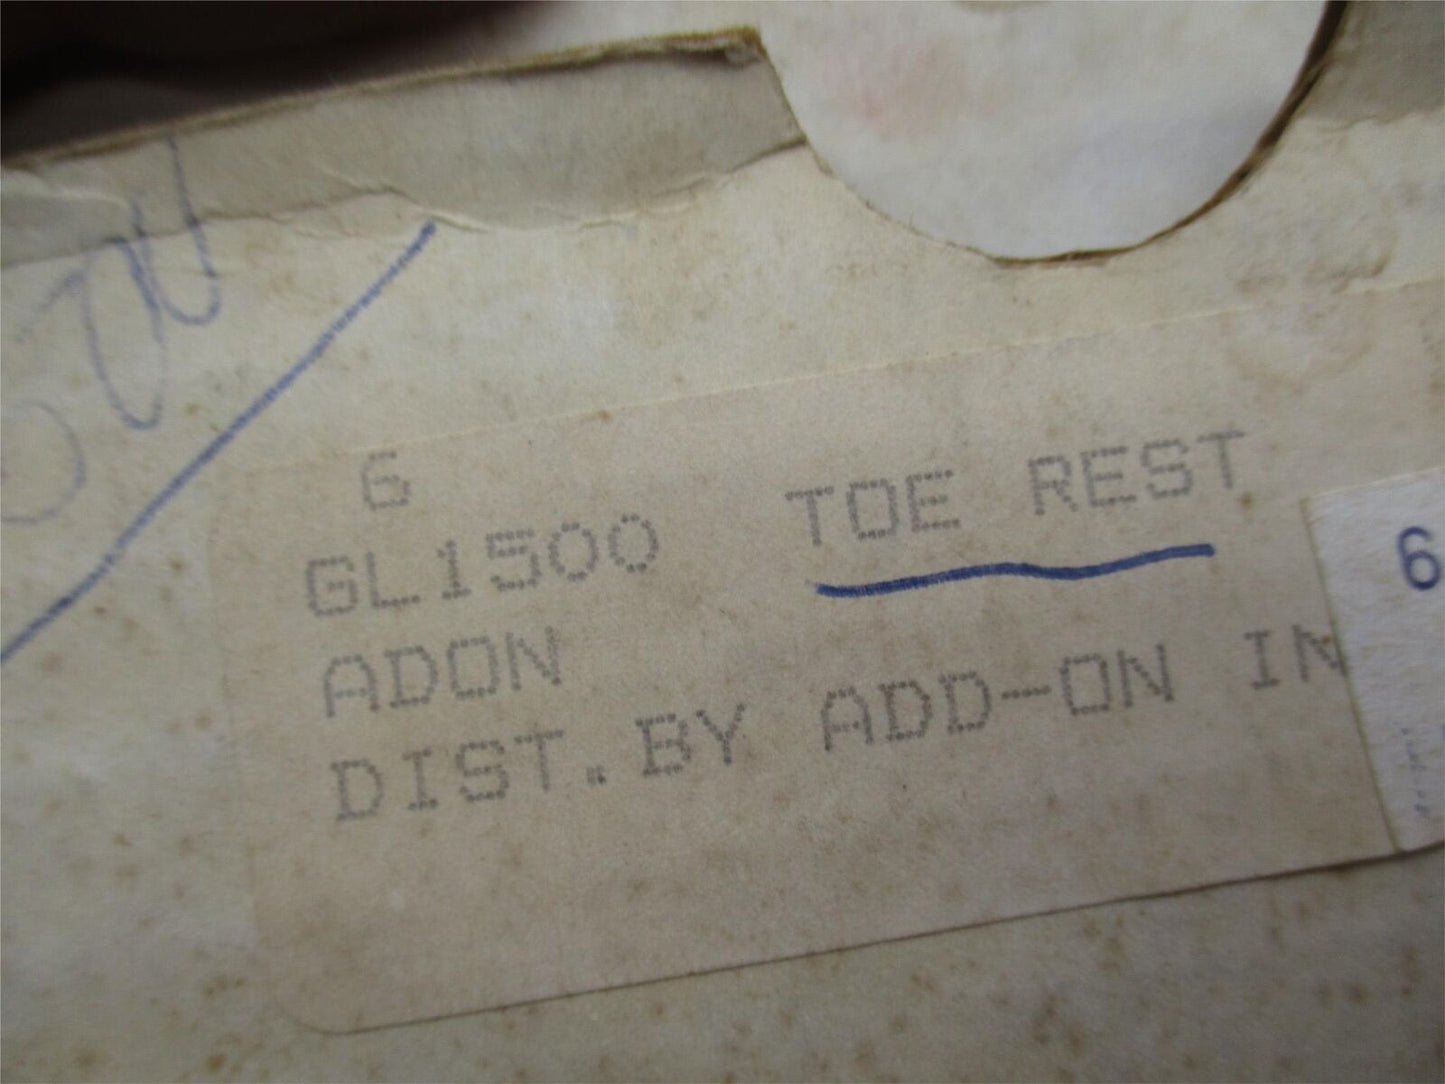 6
GL1500 TOE REST
ADON
DIST.BY ADD-ON IN
6